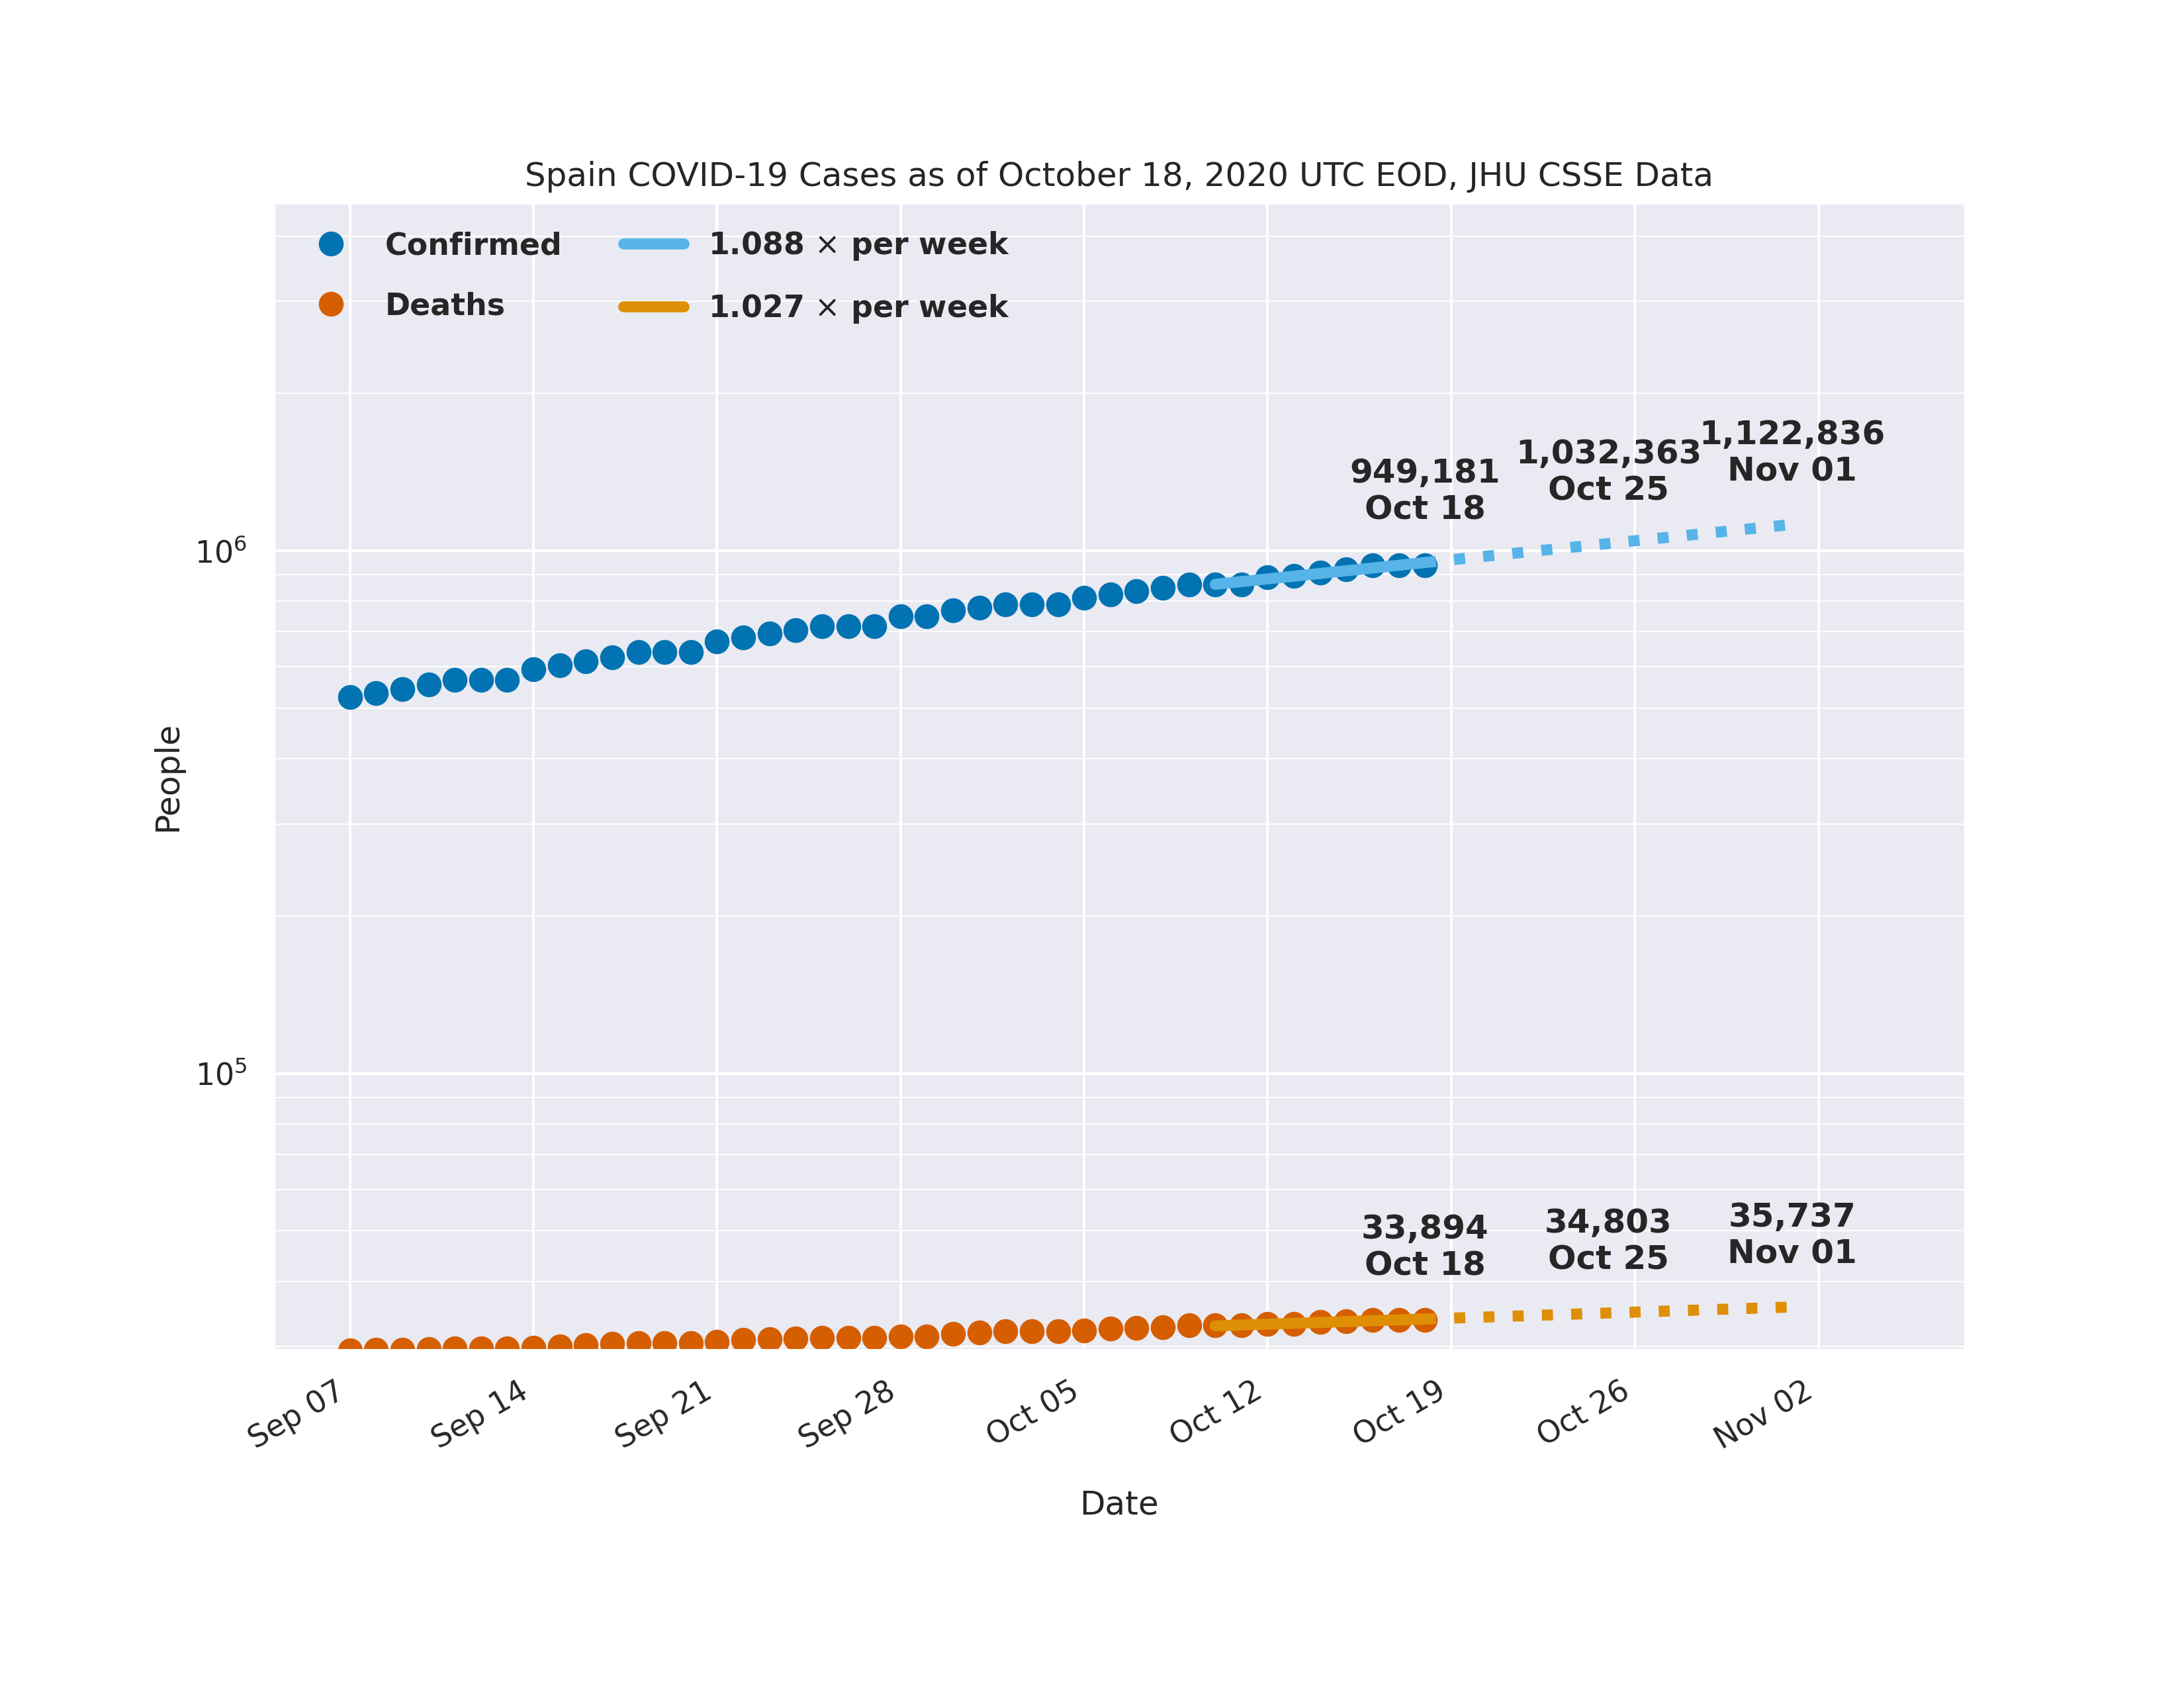 Spain COVID-19 Cases as of October 18, 2020 UTC EOD, JHU CSSE Data
Confirmed
Deaths
1.088 × per week
1.027 × per week
949,181
Oct 18
1,032,363
Oct 25
1,122,836
Nov 01
10⁶
10⁵
People
33,894
Oct 18
34,803
Oct 25
35,737
Nov 01
Sep 07
Sep 14
Sep 21
Sep 28
Oct 05
Oct 12
Oct 19
Oct 26
Nov 02
Date